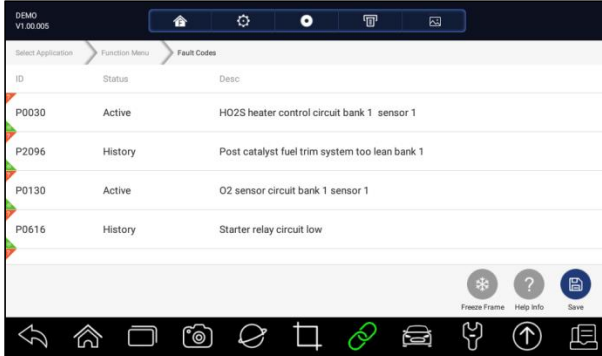 DEMO
V1.00.005
Select Application Function Menu Fault Codes
ID Status Desc
P0030 Active HO2S heater control circuit bank 1 sensor 1
P2096 History Post catalyst fuel trim system too lean bank 1
P0130 Active O2 sensor circuit bank 1 sensor 1
P0616 History Starter relay circuit low
Freeze Frame Help Info Save